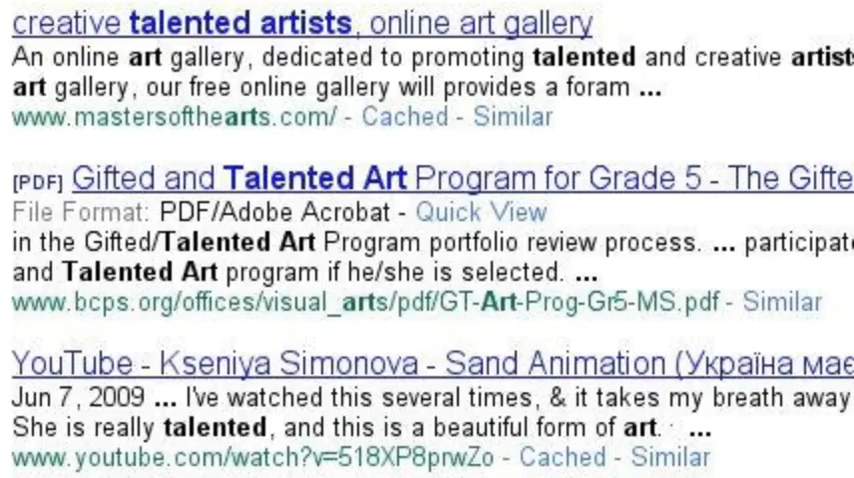 creative talented artists, online art gallery
An online art gallery, dedicated to promoting talented and creative artists
art gallery, our free online gallery will provides a foram ...
www.mastersofthearts.com/ - Cached - Similar
[PDF] Gifted and Talented Art Program for Grade 5 - The Gifte
File Format: PDF/Adobe Acrobat - Quick View
in the Gifted/Talented Art Program portfolio review process. ... participate
and Talented Art program if he/she is selected. ...
www.bcps.org/offices/visual_arts/pdf/GT-Art-Prog-Gr5-MS.pdf - Similar
YouTube - Kseniya Simonova - Sand Animation (Україна має
Jun 7, 2009 ... I've watched this several times, & it takes my breath away
She is really talented, and this is a beautiful form of art. · ...
www.youtube.com/watch?v=518XP8prwZo - Cached - Similar